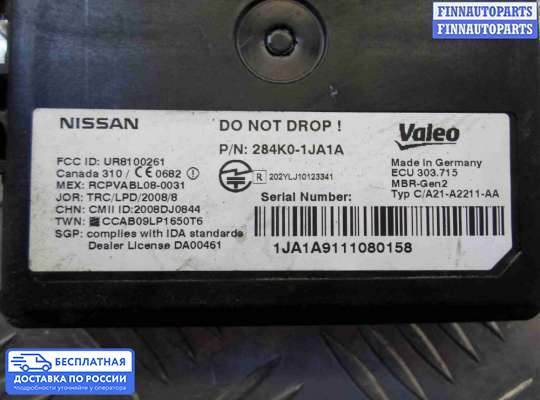 FINNAUTOPARTS
FINNAUTOPARTS
NISSAN
DO NOT DROP !
Valeo
P/N: 284K0-1JA1A
FCC ID: UR8100261
Canada 310 / CE 0682
MEX: RCPVABL08-0031
JOR: TRC/LPD/2008/8
CHN: CMII ID:2008DJ0844
TWN: CCAB09LP1650T6
SGP: complies with IDA standards
Dealer License DA00461
R 202YLJ10123341
Made in Germany
ECU 303.715
MBR-Gen2
Typ C/A21-A2211-AA
Serial Number:
1JA1A9111080158
БЕСПЛАТНАЯ
ДОСТАВКА ПО РОССИИ
*подробности уточняйте у оператора